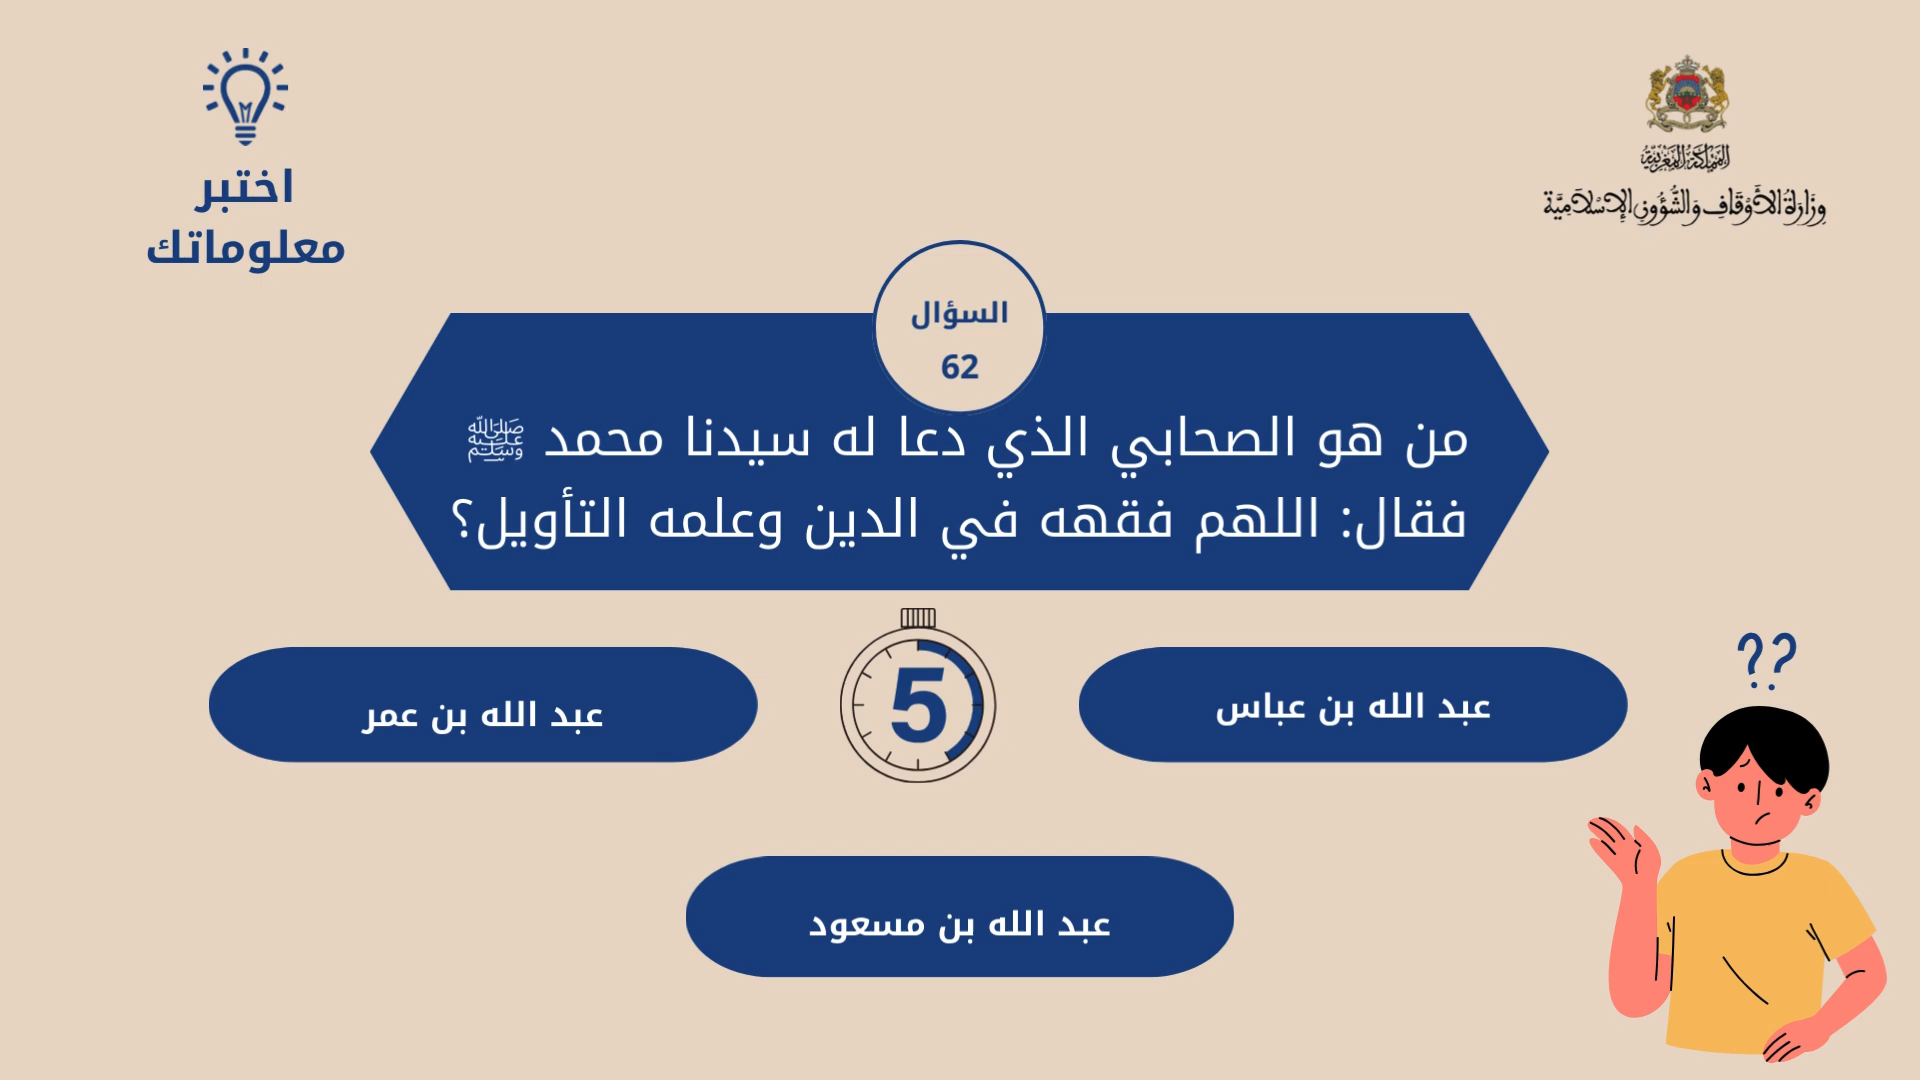 اختبر
معلوماتك
المملكة المغربية
وزارة الأوقاف والشؤون الإسلامية
السؤال
62
من هو الصحابي الذي دعا له سيدنا محمد ﷺ
فقال: اللهم فقهه في الدين وعلمه التأويل؟
عبد الله بن عباس
5
عبد الله بن عمر
عبد الله بن مسعود
??